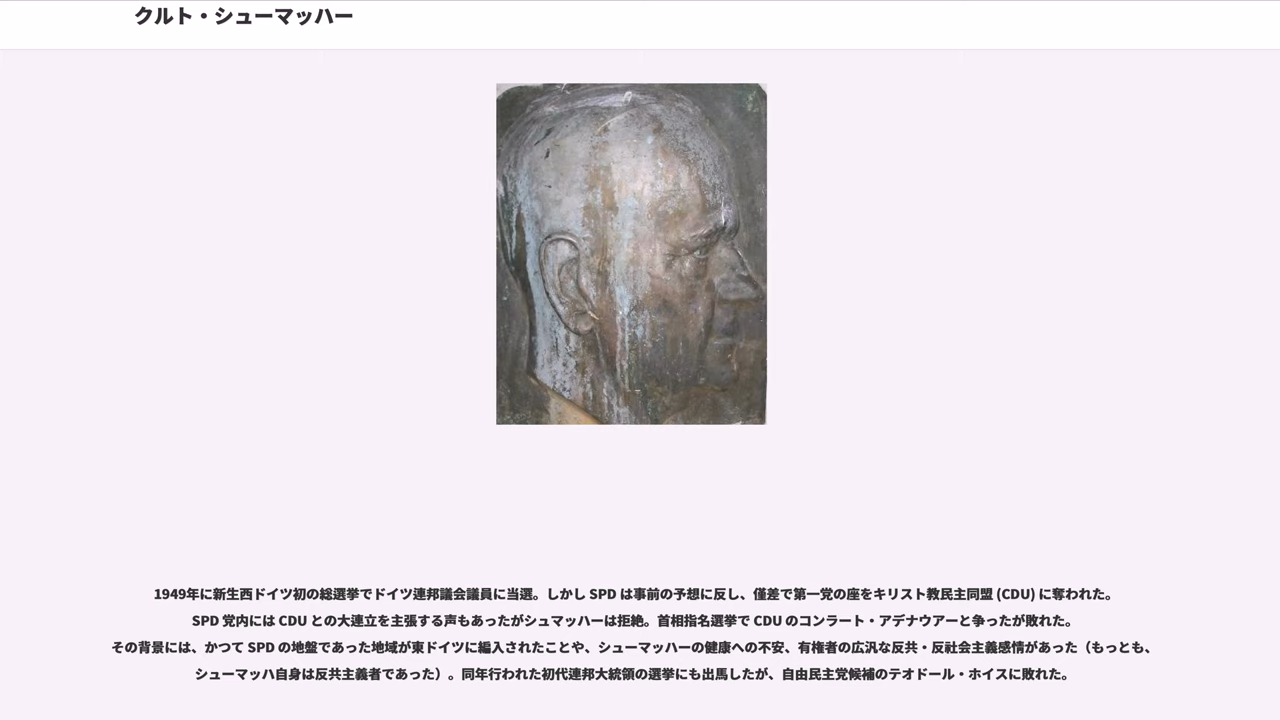 クルト・シューマッハー
1949年に新生西ドイツ初の総選挙でドイツ連邦議会議員に当選。しかし SPD は事前の予想に反し、僅差で第一党の座をキリスト教民主同盟 (CDU) に奪われた。
SPD 党内には CDU との大連立を主張する声もあったがシュマッハーは拒絶。首相指名選挙で CDU のコンラート・アデナウアーと争ったが敗れた。
その背景には、かつて SPD の地盤であった地域が東ドイツに編入されたことや、シューマッハーの健康への不安、有権者の広汎な反共・反社会主義感情があった（もっとも、
シューマッハ自身は反共主義者であった）。同年行われた初代連邦大統領の選挙にも出馬したが、自由民主党候補のテオドール・ホイスに敗れた。